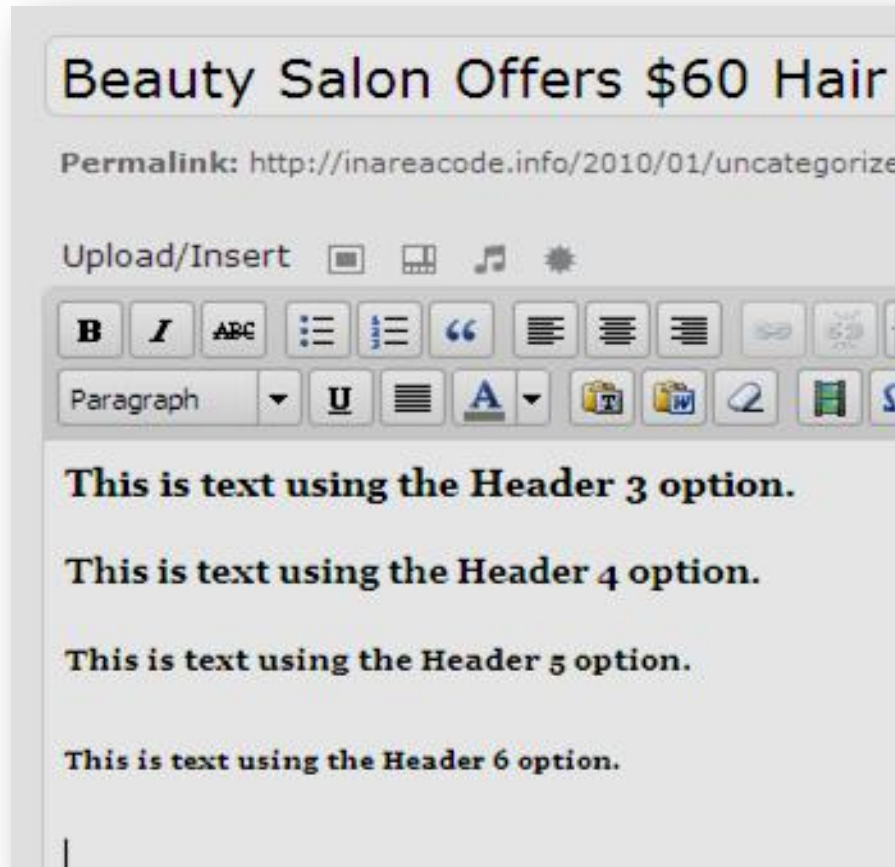 Beauty Salon Offers $60 Hair
Permalink: http://inareacode.info/2010/01/uncategorize
Upload/Insert
B I ABC
Paragraph U A T W
This is text using the Header 3 option.
This is text using the Header 4 option.
This is text using the Header 5 option.
This is text using the Header 6 option.